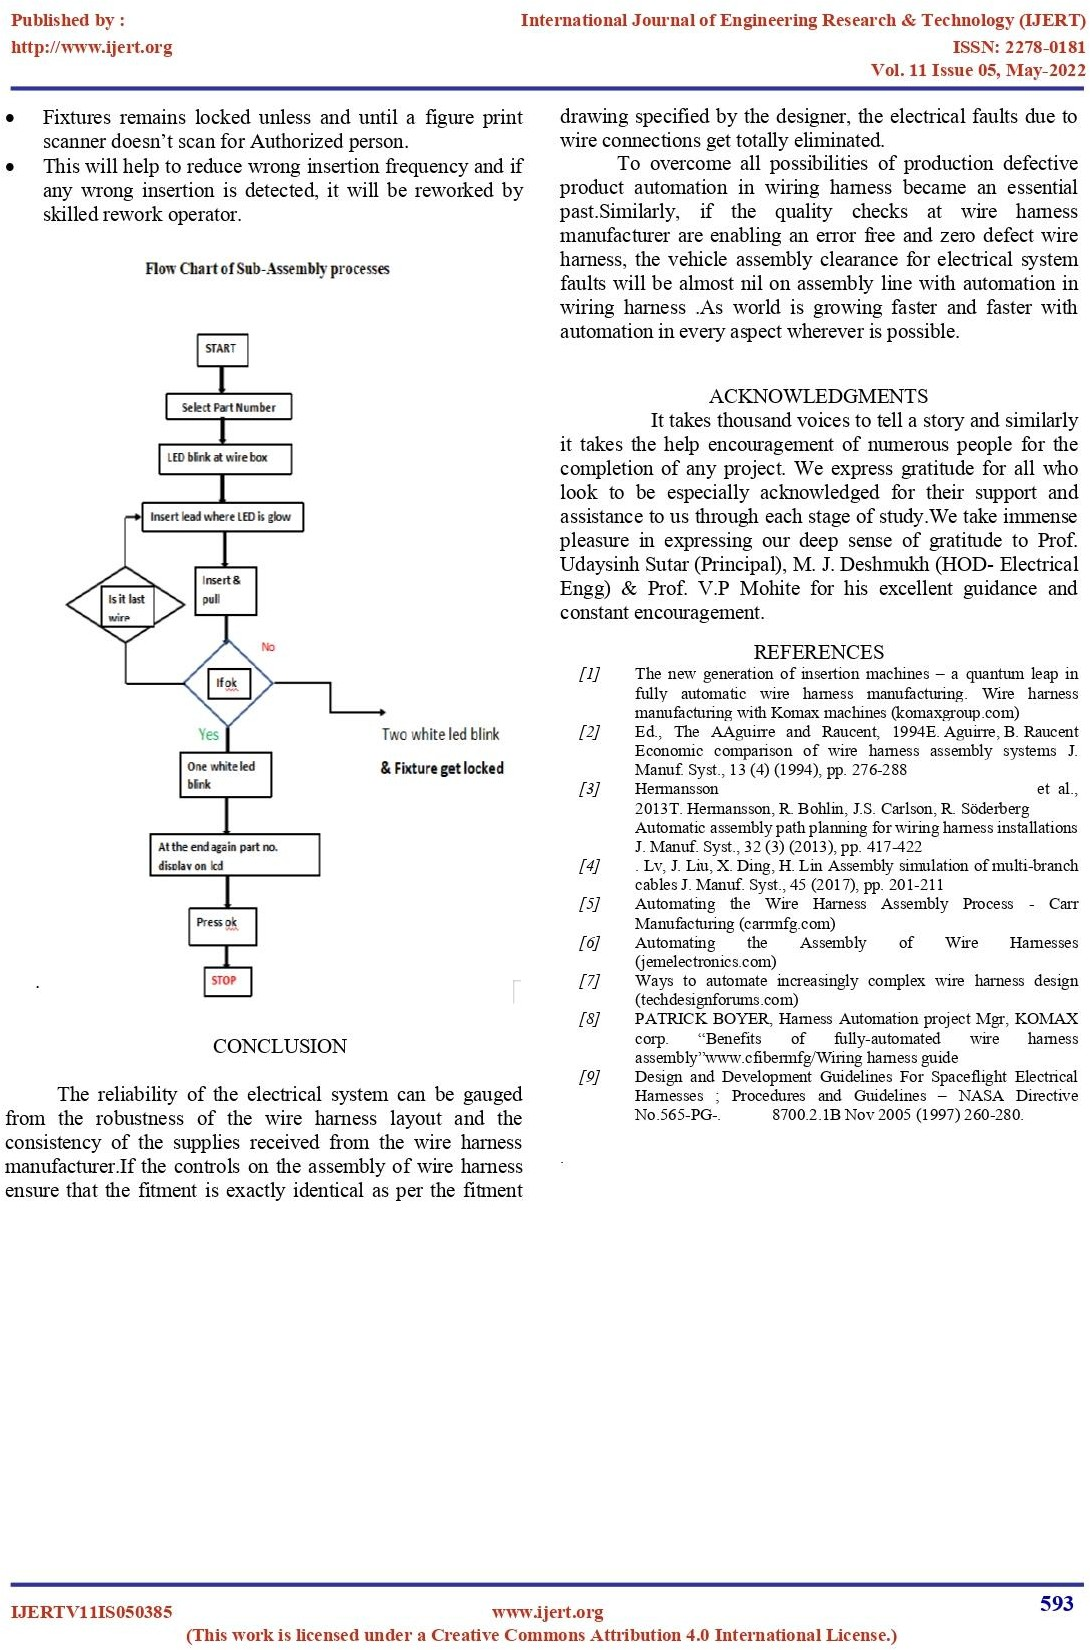 Published by :
http://www.ijert.org
International Journal of Engineering Research & Technology (IJERT)
ISSN: 2278-0181
Vol. 11 Issue 05, May-2022
• Fixtures remains locked unless and until a figure print
scanner doesn’t scan for Authorized person.
• This will help to reduce wrong insertion frequency and if
any wrong insertion is detected, it will be reworked by
skilled rework operator.
Flow Chart of Sub-Assembly processes
START
Select Part Number
LED blink at wire box
Insert lead where LED is glow
Insert &
pull
Is it last
wire
No
If ok
Yes
Two white led blink
& Fixture get locked
One white led
blink
At the end again part no.
display on lcd
Press ok
STOP
.
CONCLUSION
The reliability of the electrical system can be gauged
from the robustness of the wire harness layout and the
consistency of the supplies received from the wire harness
manufacturer.If the controls on the assembly of wire harness
ensure that the fitment is exactly identical as per the fitment
drawing specified by the designer, the electrical faults due to
wire connections get totally eliminated.
To overcome all possibilities of production defective
product automation in wiring harness became an essential
past.Similarly, if the quality checks at wire harness
manufacturer are enabling an error free and zero defect wire
harness, the vehicle assembly clearance for electrical system
faults will be almost nil on assembly line with automation in
wiring harness .As world is growing faster and faster with
automation in every aspect wherever is possible.
ACKNOWLEDGMENTS
It takes thousand voices to tell a story and similarly
it takes the help encouragement of numerous people for the
completion of any project. We express gratitude for all who
look to be especially acknowledged for their support and
assistance to us through each stage of study.We take immense
pleasure in expressing our deep sense of gratitude to Prof.
Udaysinh Sutar (Principal), M. J. Deshmukh (HOD- Electrical
Engg) & Prof. V.P Mohite for his excellent guidance and
constant encouragement.
REFERENCES
[1] The new generation of insertion machines – a quantum leap in
fully automatic wire harness manufacturing. Wire harness
manufacturing with Komax machines (komaxgroup.com)
[2] Ed., The AAguirre and Raucent, 1994E. Aguirre, B. Raucent
Economic comparison of wire harness assembly systems J.
Manuf. Syst., 13 (4) (1994), pp. 276-288
[3] Hermansson et al.,
2013T. Hermansson, R. Bohlin, J.S. Carlson, R. Söderberg
Automatic assembly path planning for wiring harness installations
J. Manuf. Syst., 32 (3) (2013), pp. 417-422
[4] . Lv, J. Liu, X. Ding, H. Lin Assembly simulation of multi-branch
cables J. Manuf. Syst., 45 (2017), pp. 201-211
[5] Automating the Wire Harness Assembly Process - Carr
Manufacturing (carrmfg.com)
[6] Automating the Assembly of Wire Harnesses
(jemelectronics.com)
[7] Ways to automate increasingly complex wire harness design
(techdesignforums.com)
[8] PATRICK BOYER, Harness Automation project Mgr, KOMAX
corp. “Benefits of fully-automated wire harness
assembly”www.cfibermfg/Wiring harness guide
[9] Design and Development Guidelines For Spaceflight Electrical
Harnesses ; Procedures and Guidelines – NASA Directive
No.565-PG-. 8700.2.1B Nov 2005 (1997) 260-280.
.
IJERTV11IS050385
www.ijert.org
593
(This work is licensed under a Creative Commons Attribution 4.0 International License.)